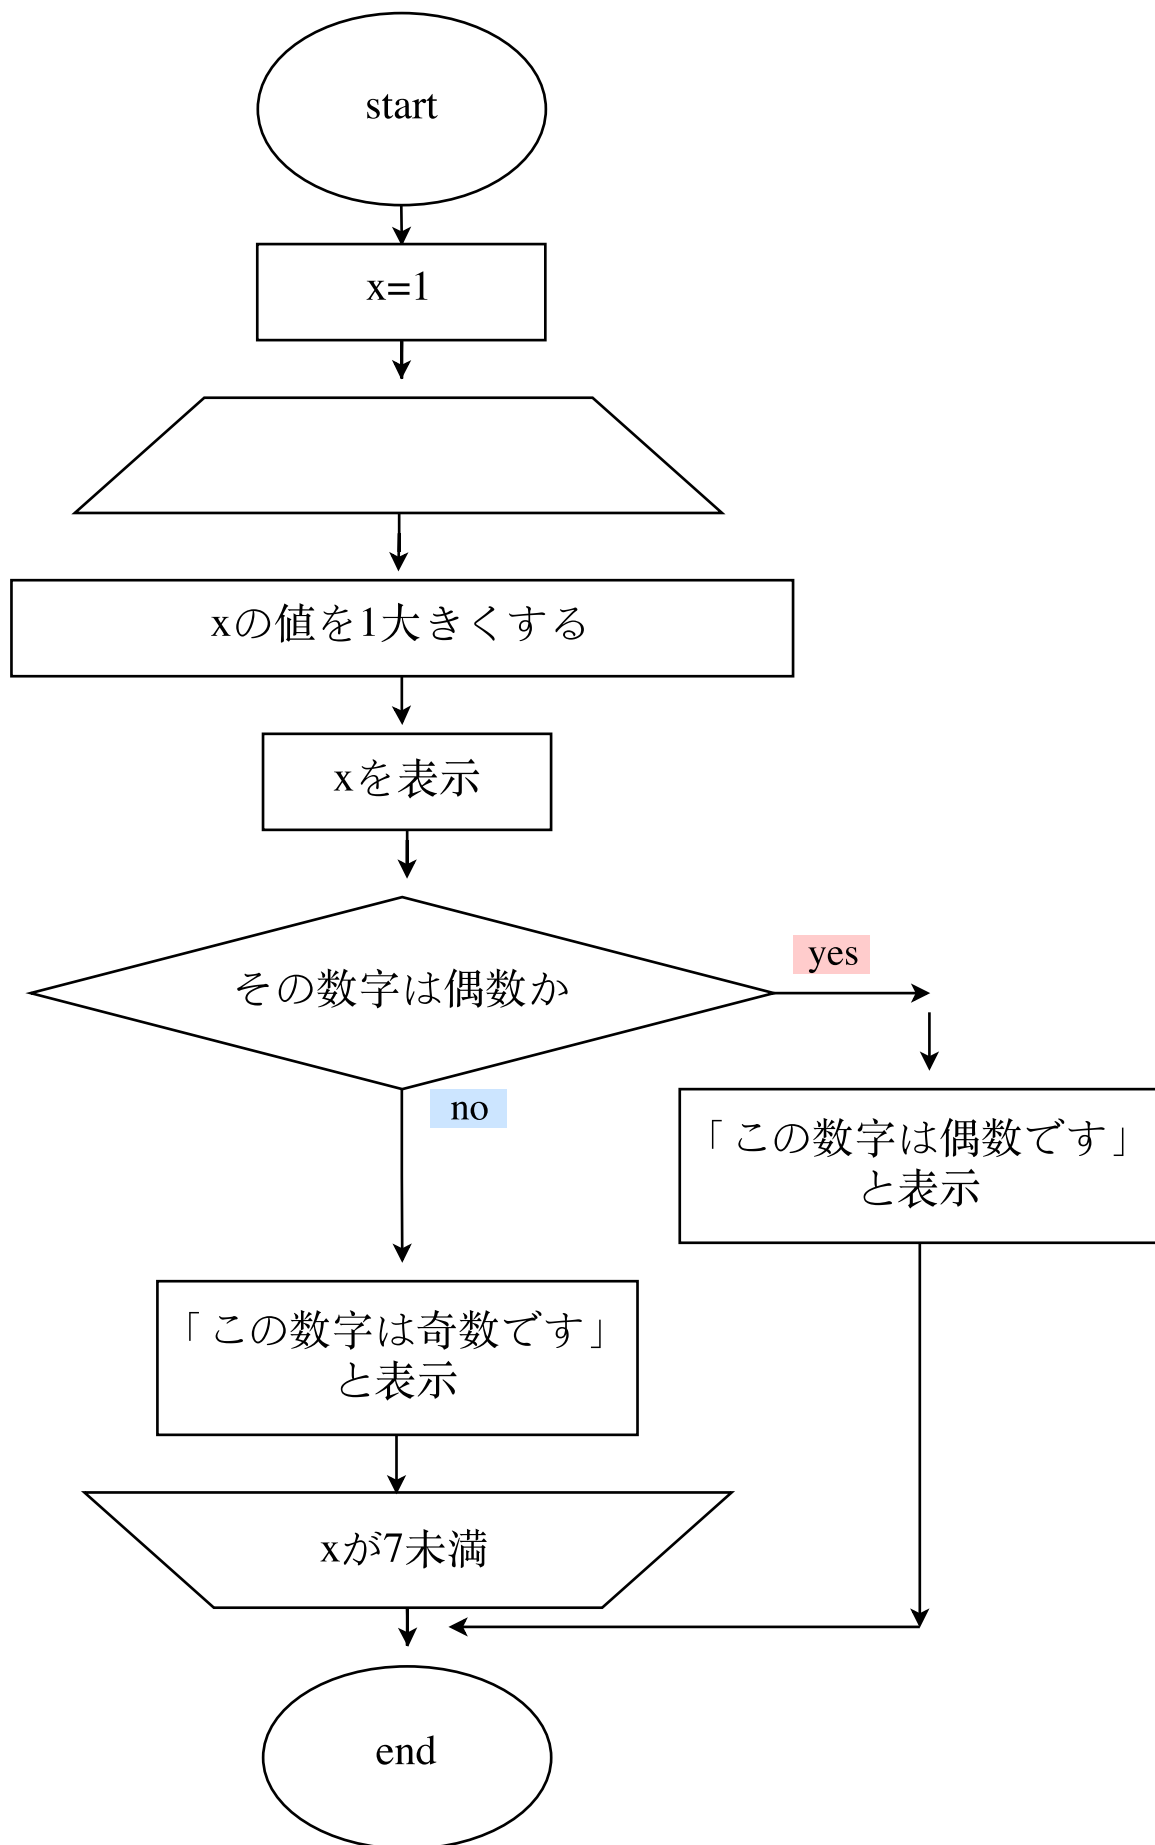 start
x=1
xの値を1大きくする
xを表示
その数字は偶数か
yes
no
「この数字は偶数です」
と表示
「この数字は奇数です」
と表示
xが7未満
end